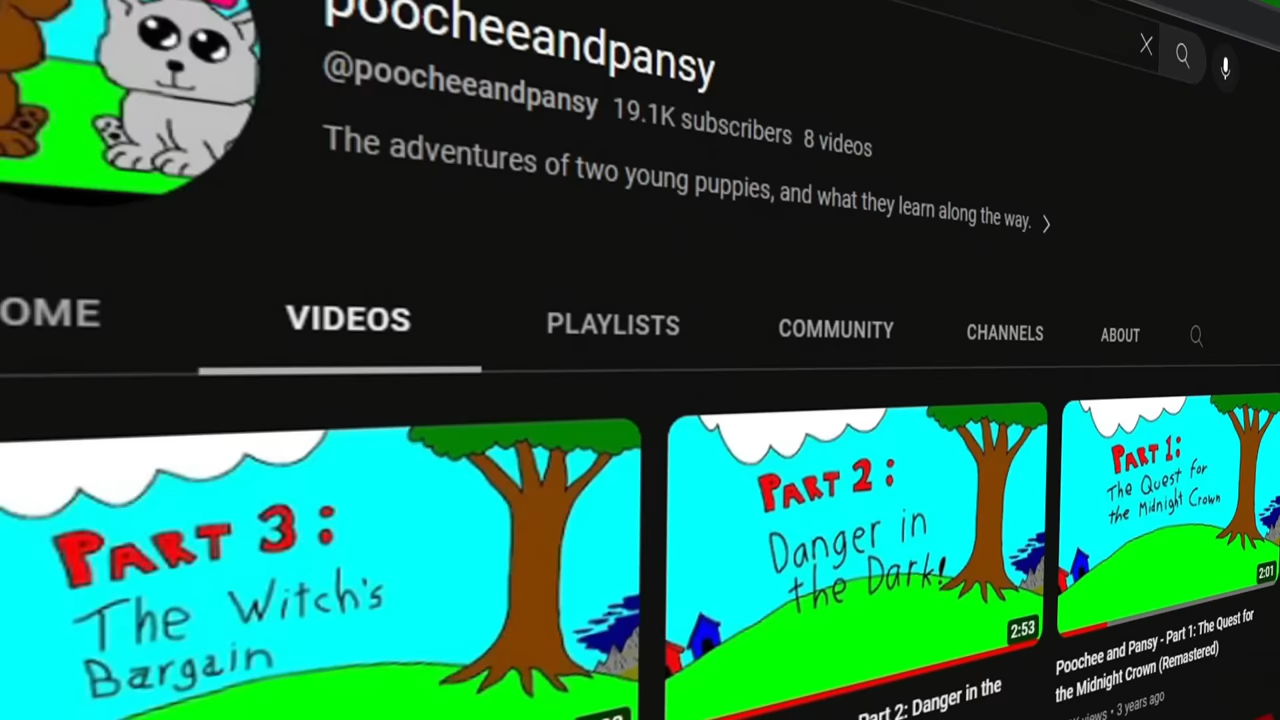 poocheeandpansy
@poocheeandpansy 19.1K subscribers 8 videos
The adventures of two young puppies, and what they learn along the way.
OME VIDEOS PLAYLISTS COMMUNITY CHANNELS ABOUT
PART 3:
The Witch's
Bargain
PART 2:
Danger in
the Dark!
2:53
Part 2: Danger in the
PART 1:
The Quest for
the Midnight Crown
2:01
Poochee and Pansy - Part 1: The Quest for
the Midnight Crown (Remastered)
views • 3 years ago